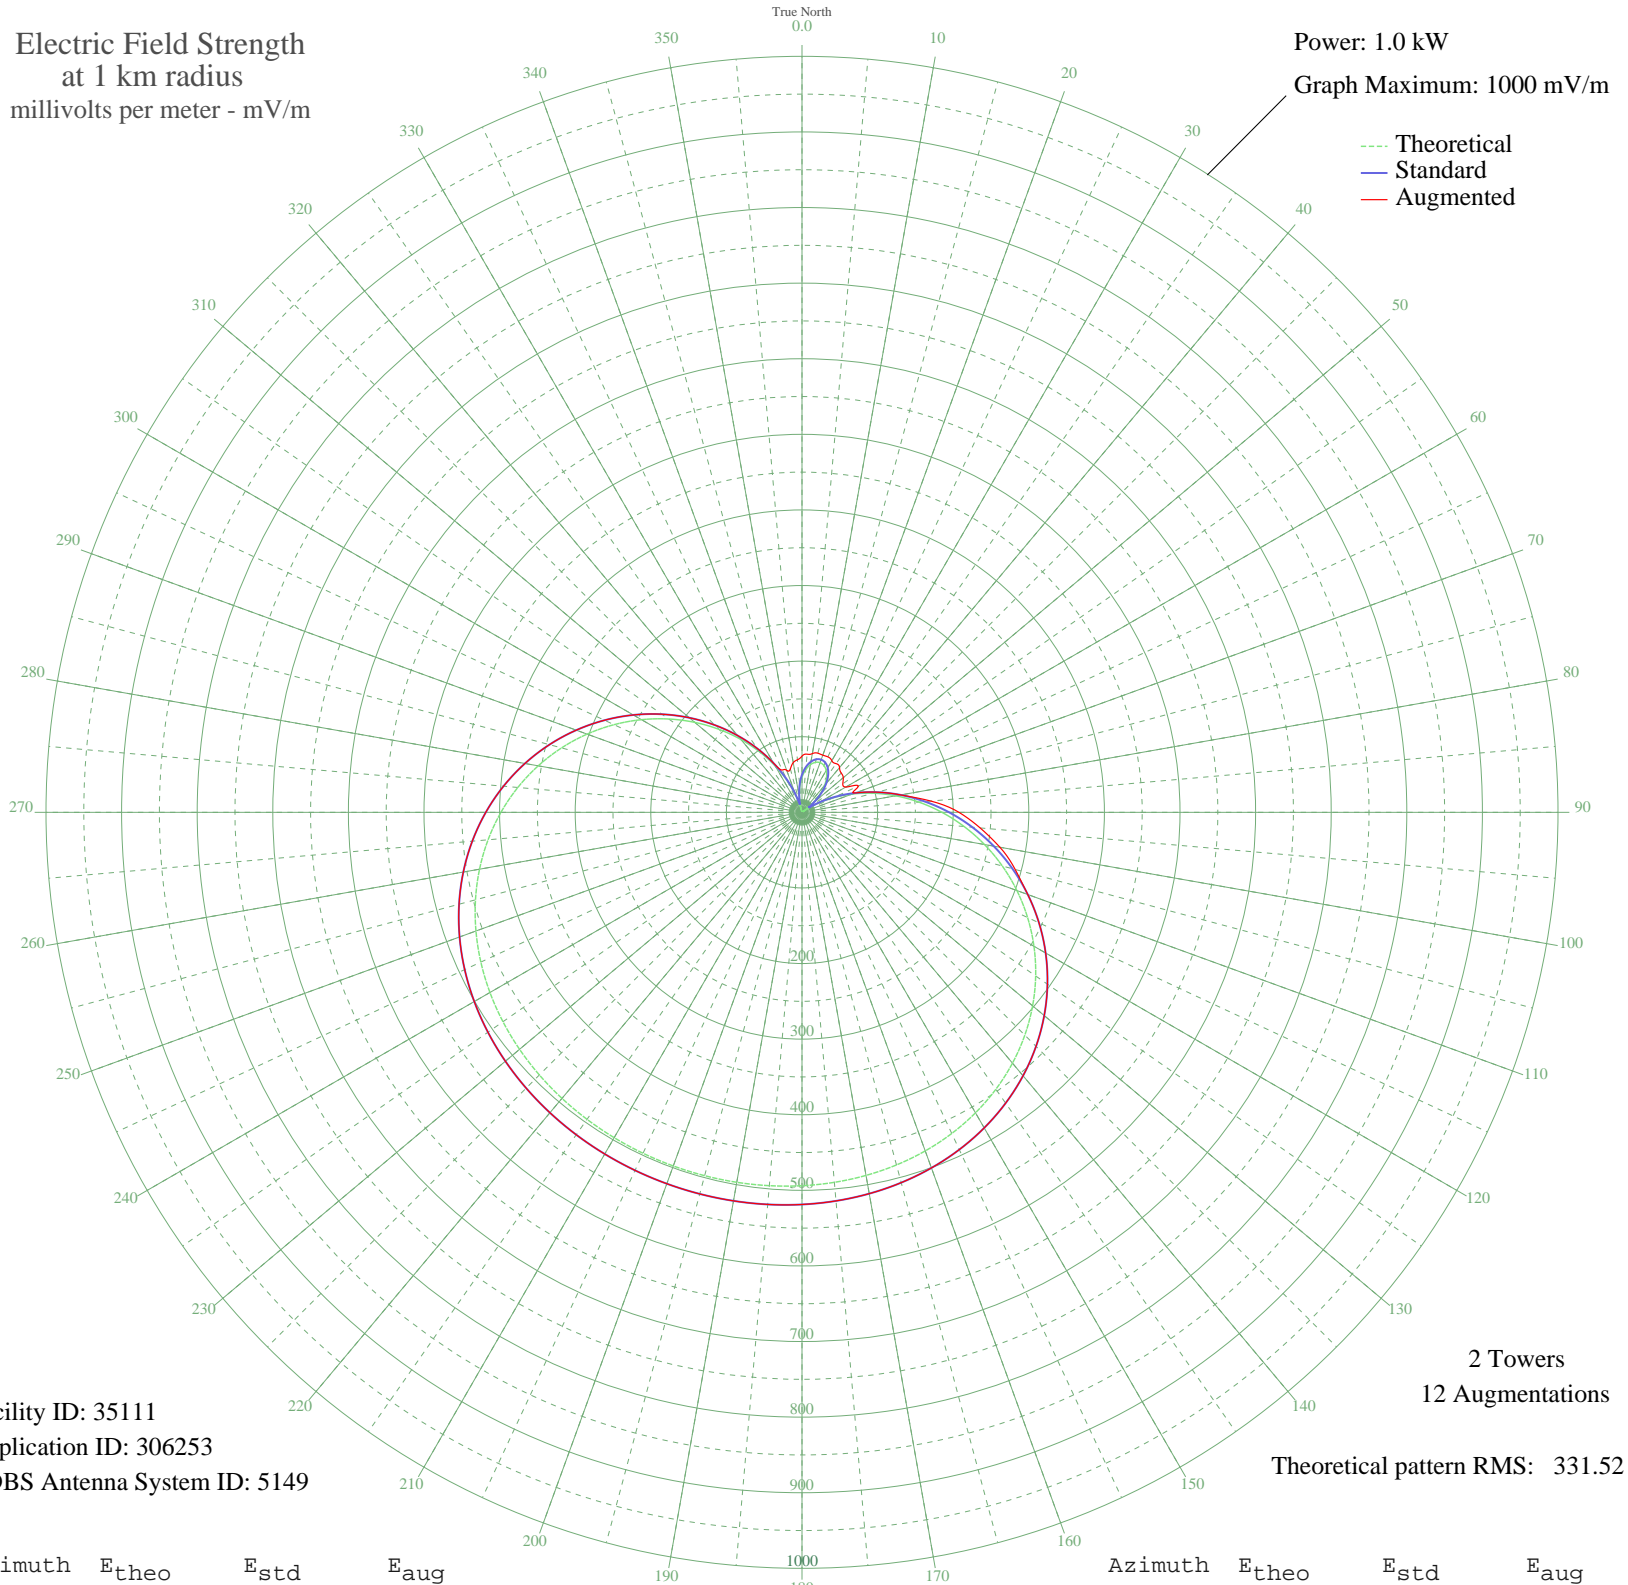 True North
0.0
Electric Field Strength
at 1 km radius
millivolts per meter - mV/m
Power: 1.0 kW
Graph Maximum: 1000 mV/m
Theoretical
Standard
Augmented
10
20
30
40
50
60
70
80
90
100
110
120
130
140
150
160
170
190
200
210
220
230
240
250
260
270
280
290
300
310
320
330
340
350
200
300
400
500
600
700
800
900
1000
2 Towers
12 Augmentations
Theoretical pattern RMS: 331.52
cility ID: 35111
plication ID: 306253
DBS Antenna System ID: 5149
imuth Etheo Estd Eaug
Azimuth Etheo Estd Eaug